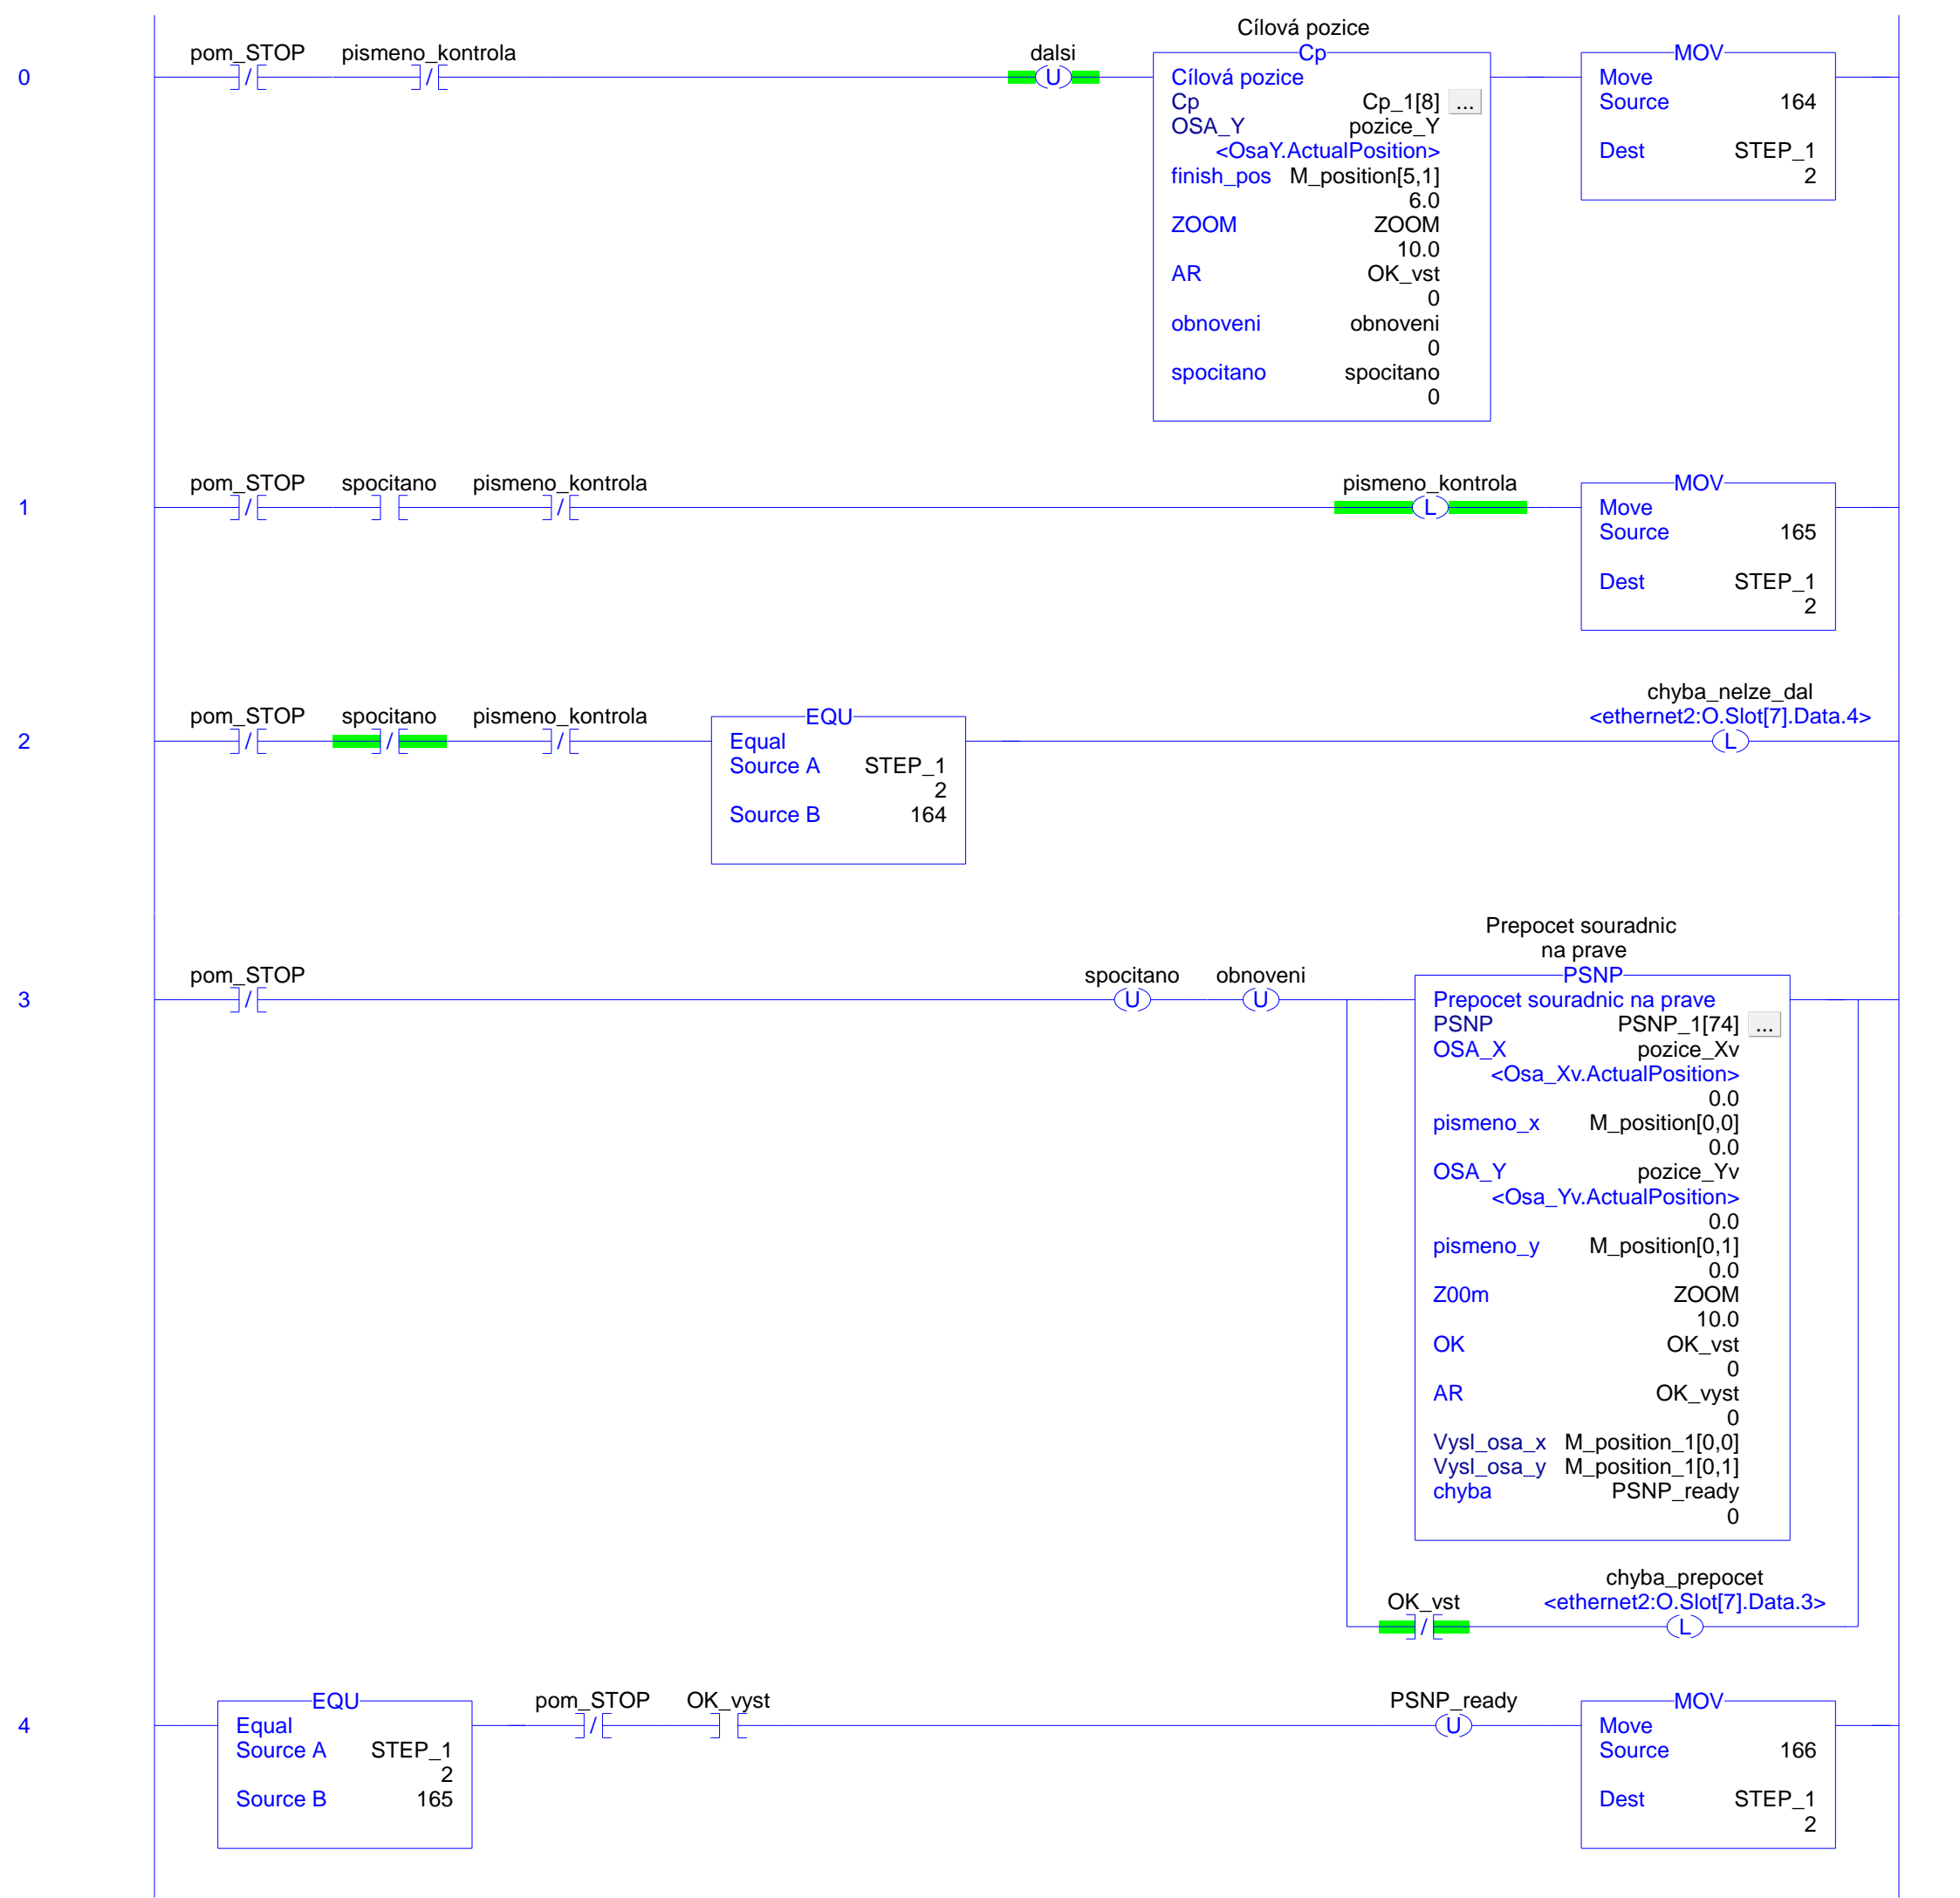 0
pom_STOP pismeno_kontrola dalsi
Cílová pozice
Cp
Cílová pozice
Cp Cp_1[8] ...
OSA_Y pozice_Y
<OsaY.ActualPosition>
finish_pos M_position[5,1]
6.0
ZOOM ZOOM
10.0
AR OK_vst
0
obnoveni obnoveni
0
spocitano spocitano
0
U
MOV
Move
Source 164
Dest STEP_1
2
1
pom_STOP spocitano pismeno_kontrola pismeno_kontrola
L
MOV
Move
Source 165
Dest STEP_1
2
2
pom_STOP spocitano pismeno_kontrola
EQU
Equal
Source A STEP_1
2
Source B 164
chyba_nelze_dal
<ethernet2:O.Slot[7].Data.4>
L
3
pom_STOP spocitano obnoveni
U U
Prepocet souradnic
na prave
PSNP
Prepocet souradnic na prave
PSNP PSNP_1[74] ...
OSA_X pozice_Xv
<Osa_Xv.ActualPosition>
0.0
pismeno_x M_position[0,0]
0.0
OSA_Y pozice_Yv
<Osa_Yv.ActualPosition>
0.0
pismeno_y M_position[0,1]
0.0
Z00m ZOOM
10.0
OK OK_vst
0
AR OK_vyst
0
Vysl_osa_x M_position_1[0,0]
Vysl_osa_y M_position_1[0,1]
chyba PSNP_ready
0
OK_vst
chyba_prepocet
<ethernet2:O.Slot[7].Data.3>
L
4
EQU
Equal
Source A STEP_1
2
Source B 165
pom_STOP OK_vyst PSNP_ready
U
MOV
Move
Source 166
Dest STEP_1
2